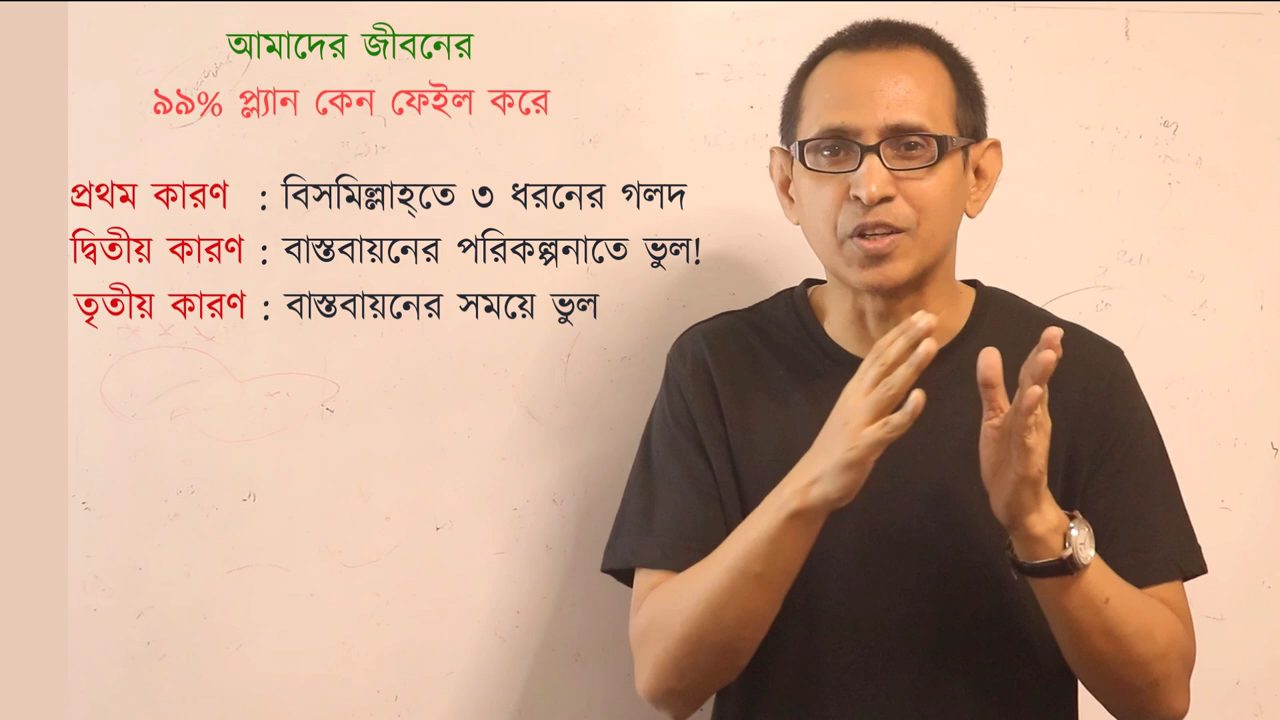 আমাদের জীবনের
৯৯% প্ল্যান কেন ফেইল করে
প্রথম কারণ : বিসমিল্লাহ্‌তে ৩ ধরনের গলদ
দ্বিতীয় কারণ : বাস্তবায়নের পরিকল্পনাতে ভুল!
তৃতীয় কারণ : বাস্তবায়নের সময়ে ভুল